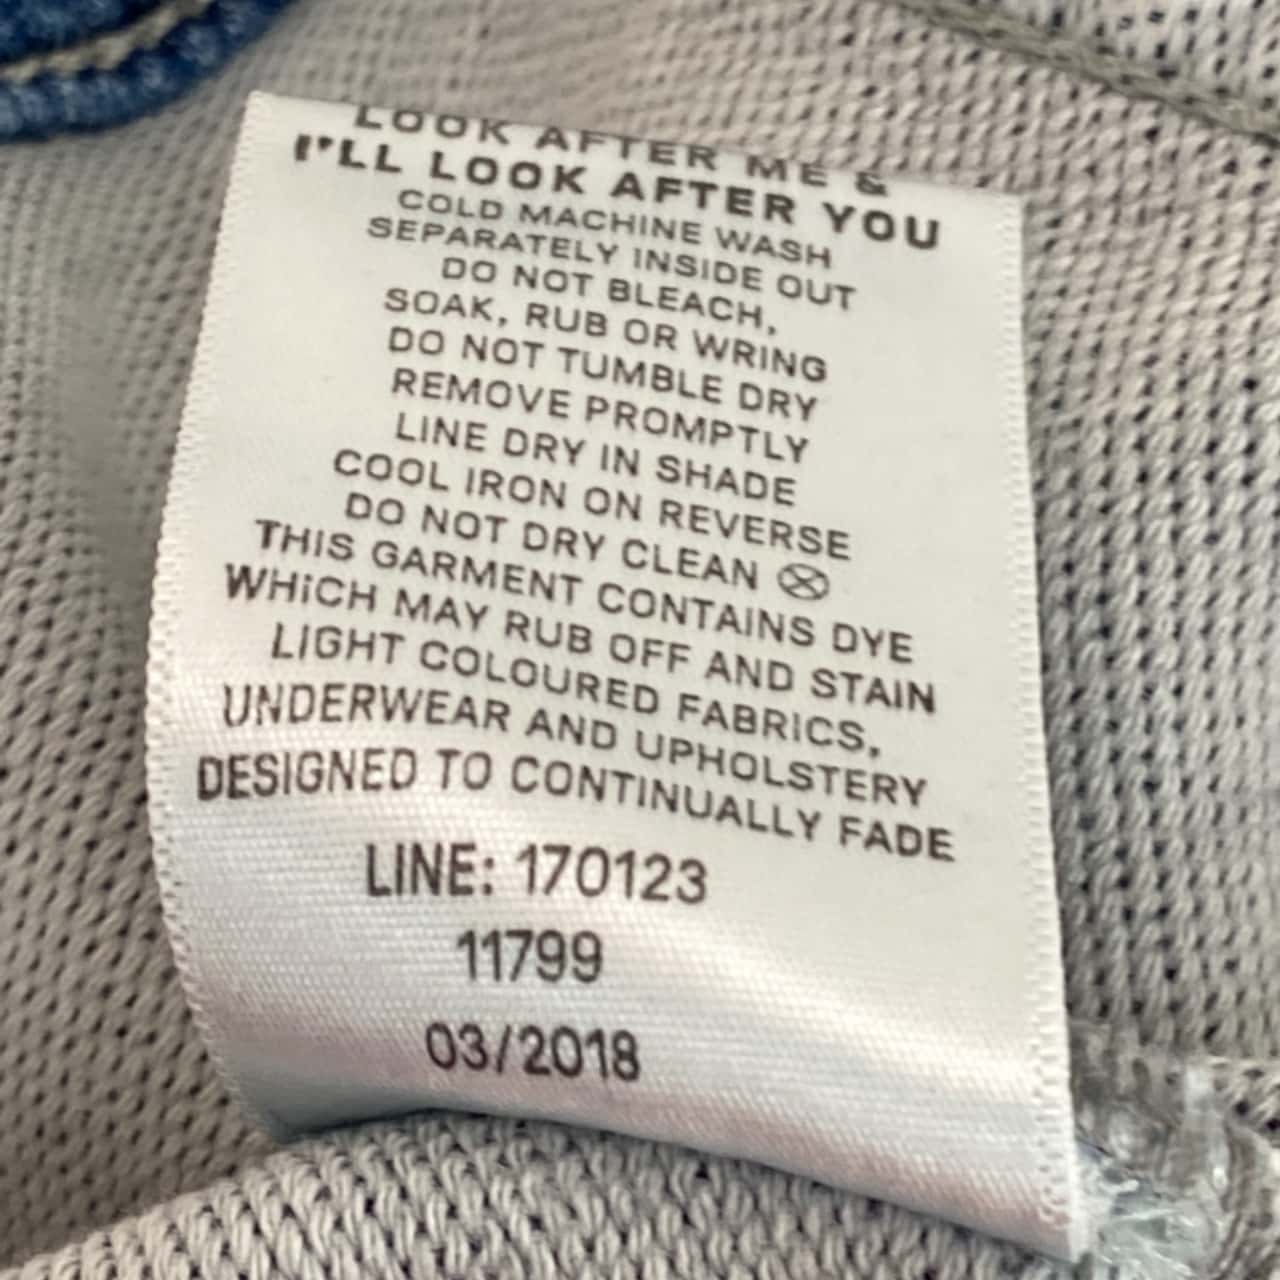 LOOK AFTER ME &
I'LL LOOK AFTER YOU
COLD MACHINE WASH
SEPARATELY INSIDE OUT
DO NOT BLEACH,
SOAK, RUB OR WRING
DO NOT TUMBLE DRY
REMOVE PROMPTLY
LINE DRY IN SHADE
COOL IRON ON REVERSE
DO NOT DRY CLEAN
THIS GARMENT CONTAINS DYE
WHiCH MAY RUB OFF AND STAIN
LIGHT COLOURED FABRICS,
UNDERWEAR AND UPHOLSTERY
DESIGNED TO CONTINUALLY FADE
LINE: 170123
11799
03/2018